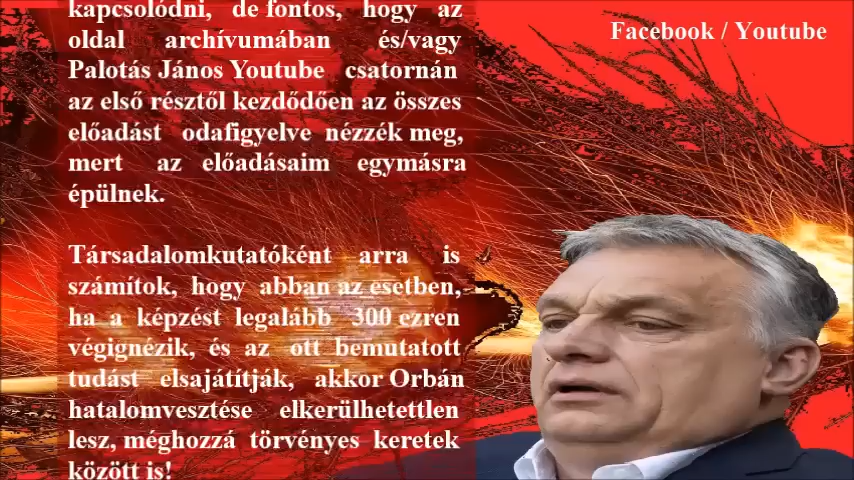 kapcsolódni, de fontos, hogy az
oldal archívumában és/vagy
Palotás János Youtube csatornán
az első résztől kezdődően az összes
előadást odafigyelve nézzék meg,
mert az előadásaim egymásra
épülnek.
Társadalomkutatóként arra is
számítok, hogy abban az esetben,
ha a képzést legalább 300 ezren
végignézik, és az ott bemutatott
tudást elsajátítják, akkor Orbán
hatalomvesztése elkerülhetettlen
lesz, méghozzá törvényes keretek
között is!
Facebook / Youtube